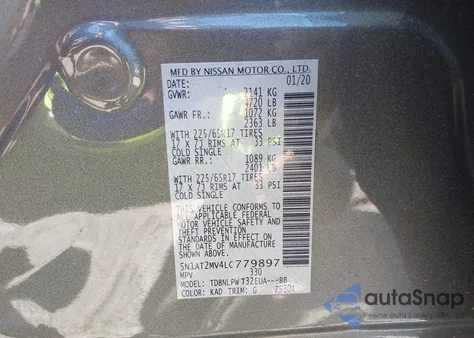 MFD BY NISSAN MOTOR CO., LTD.
DATE: 01/20
GVWR: 2141 KG
4720 LB
GAWR FR.: 1072 KG
2363 LB
WITH 225/65R17 TIRES
17 X 7J RIMS AT 33 PSI
COLD SINGLE
GAWR RR.: 1089 KG
2401 LB
WITH 225/65R17 TIRES
17 X 7J RIMS AT 33 PSI
COLD SINGLE
THIS VEHICLE CONFORMS TO
ALL APPLICABLE FEDERAL
MOTOR VEHICLE SAFETY
STANDARDS IN EFFECT ON
THE DATE OF MANUFACTURE
SHOWN ABOVE.
5N1AT2MV4LC779897
MPV 330
MODEL: TDBNLPWT32EUA---BB
COLOR: KAD TRIM: G
autoSnap